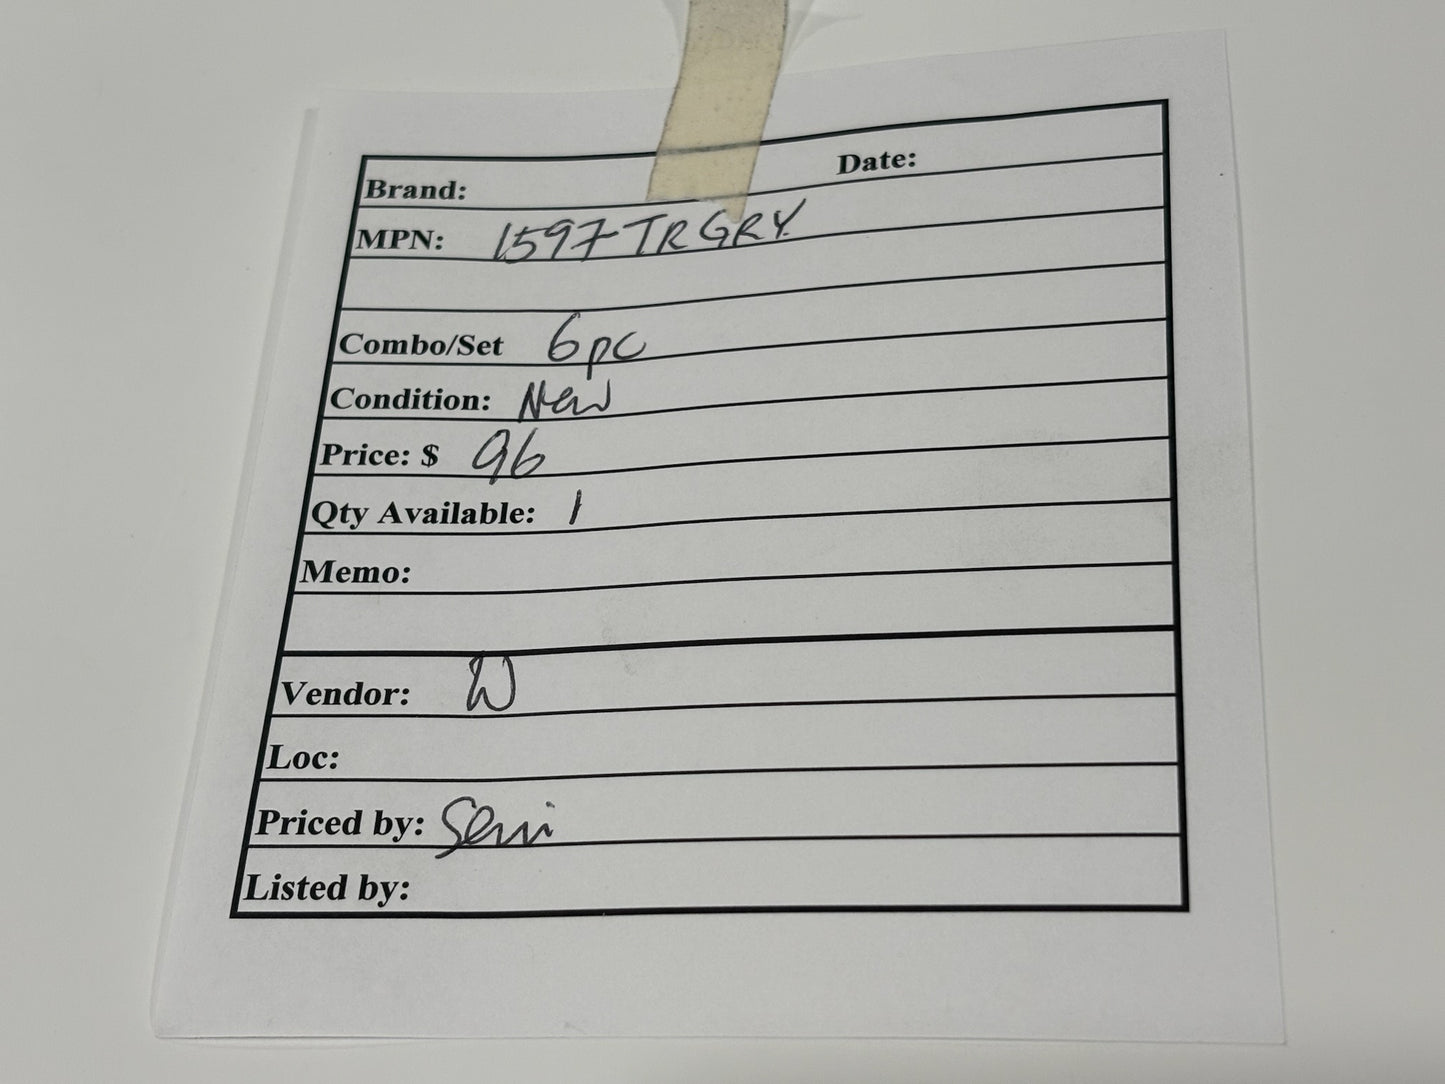 Brand: Date:
MPN: 1597TRGRY
Combo/Set 6pc
Condition: New
Price: $ 96
Qty Available: 1
Memo:
Vendor: W
Loc:
Priced by:
Listed by: